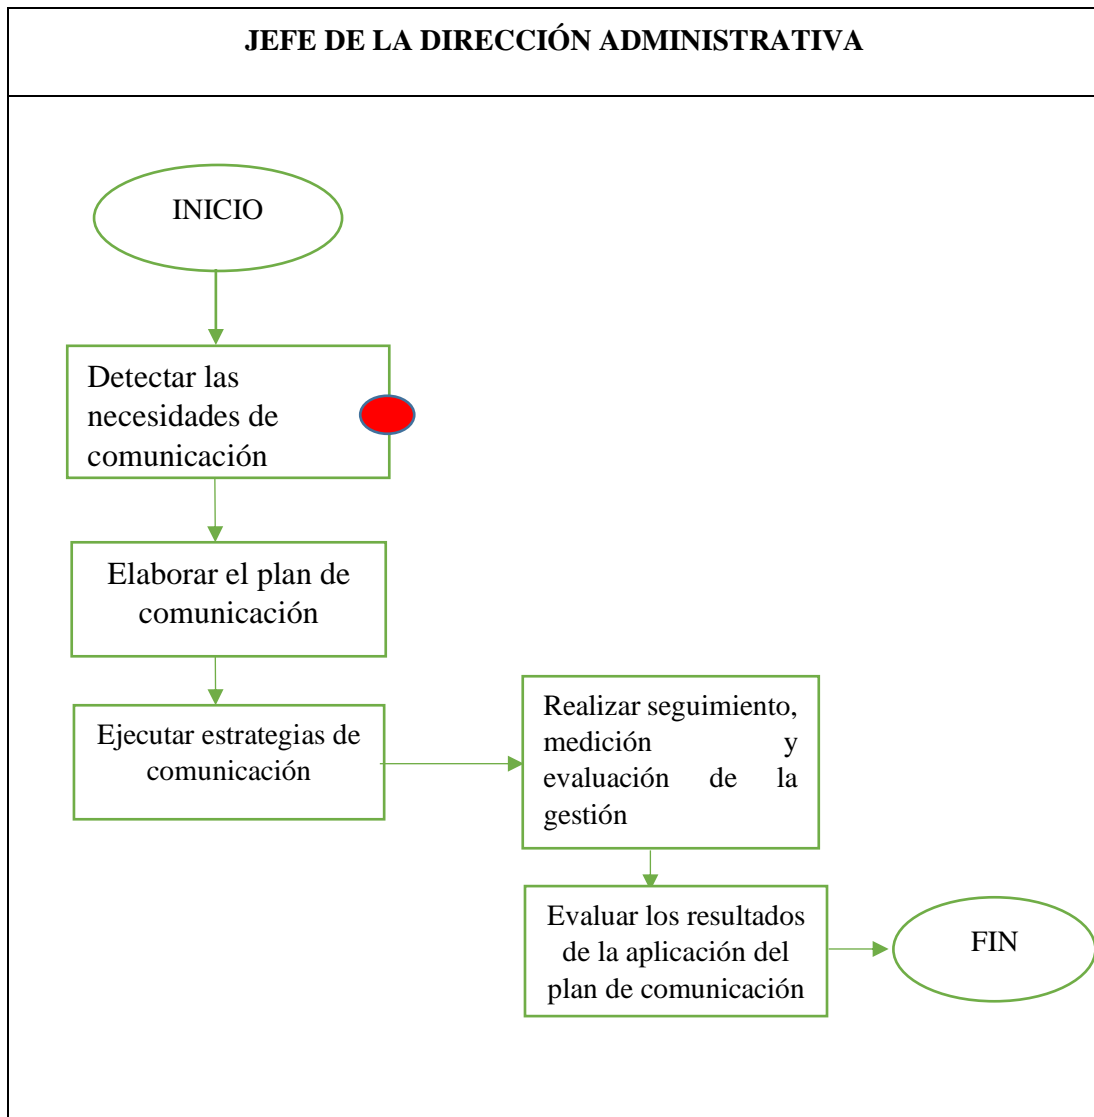 JEFE DE LA DIRECCIÓN ADMINISTRATIVA
INICIO
Detectar las
necesidades de
comunicación
Elaborar el plan de
comunicación
Ejecutar estrategias de
comunicación
Realizar seguimiento,
medición y
evaluación de la
gestión
Evaluar los resultados
de la aplicación del
plan de comunicación
FIN